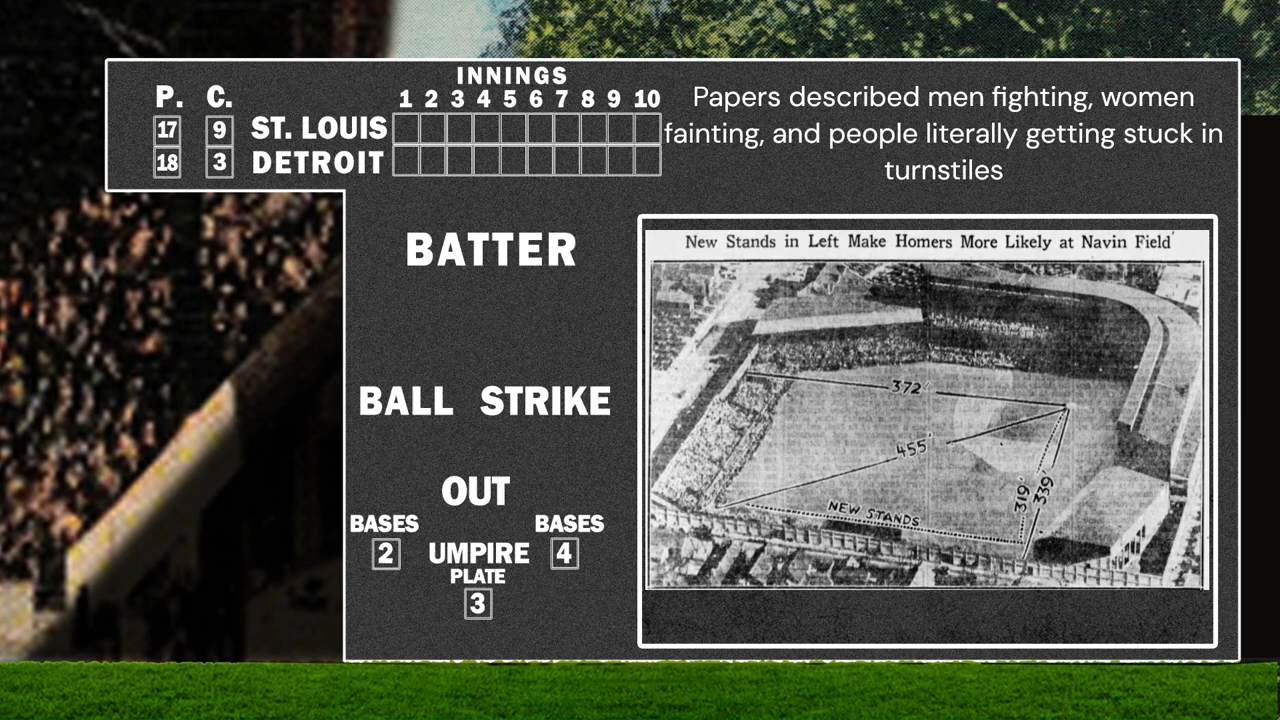 INNINGS
P. C. 1 2 3 4 5 6 7 8 9 10
17 9 ST. LOUIS
18 3 DETROIT
Papers described men fighting, women
fainting, and people literally getting stuck in
turnstiles
BATTER
BALL STRIKE
OUT
BASES BASES
2 UMPIRE 4
PLATE
3
New Stands in Left Make Homers More Likely at Navin Field
372'
455'
319'
339'
NEW STANDS